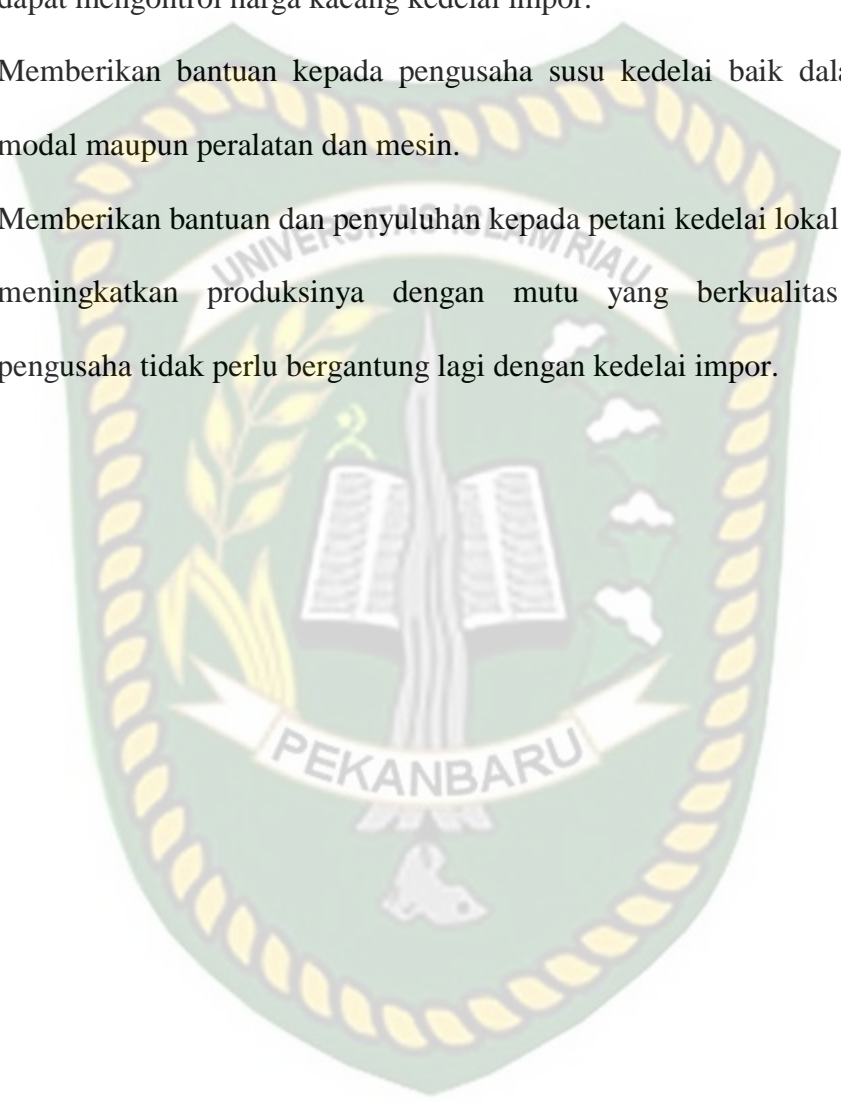 dapat mengontrol harga kacang kedelai impor.
Memberikan bantuan kepada pengusaha susu kedelai baik
modal maupun peralatan dan mesin.
Memberikan bantuan dan penyuluhan kepada petani kedelai lokal
meningkatkan produksinya dengan mutu yang berkualitas
pengusaha tidak perlu bergantung lagi dengan kedelai impor.
UNIVERSITAS ISLAM RIAU
PEKANBARU